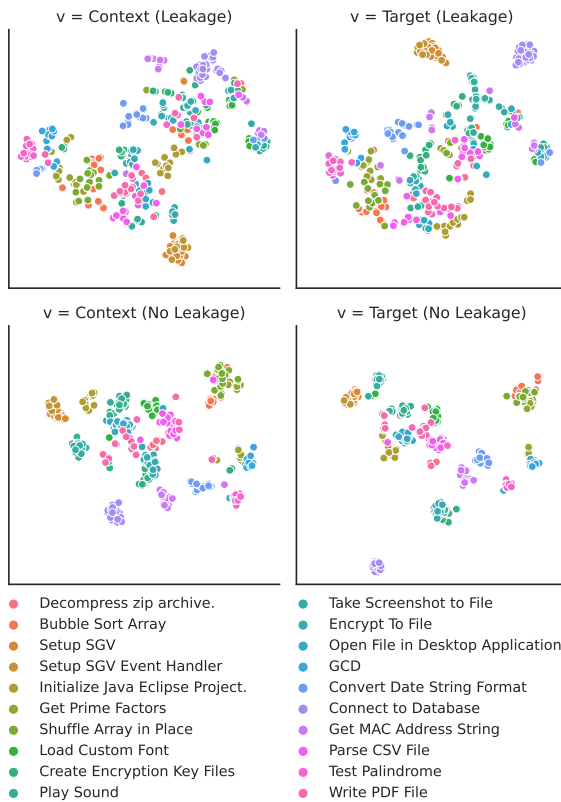 v = Context (Leakage)
v = Target (Leakage)
v = Context (No Leakage)
v = Target (No Leakage)
Decompress zip archive.
Bubble Sort Array
Setup SGV
Setup SGV Event Handler
Initialize Java Eclipse Project.
Get Prime Factors
Shuffle Array in Place
Load Custom Font
Create Encryption Key Files
Play Sound
Take Screenshot to File
Encrypt To File
Open File in Desktop Application
GCD
Convert Date String Format
Connect to Database
Get MAC Address String
Parse CSV File
Test Palindrome
Write PDF File